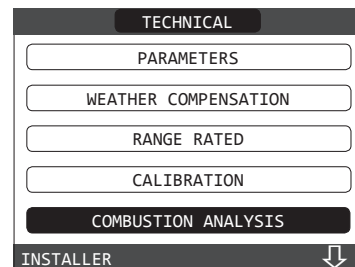 TECHNICAL
PARAMETERS
WEATHER COMPENSATION
RANGE RATED
CALIBRATION
COMBUSTION ANALYSIS
INSTALLER